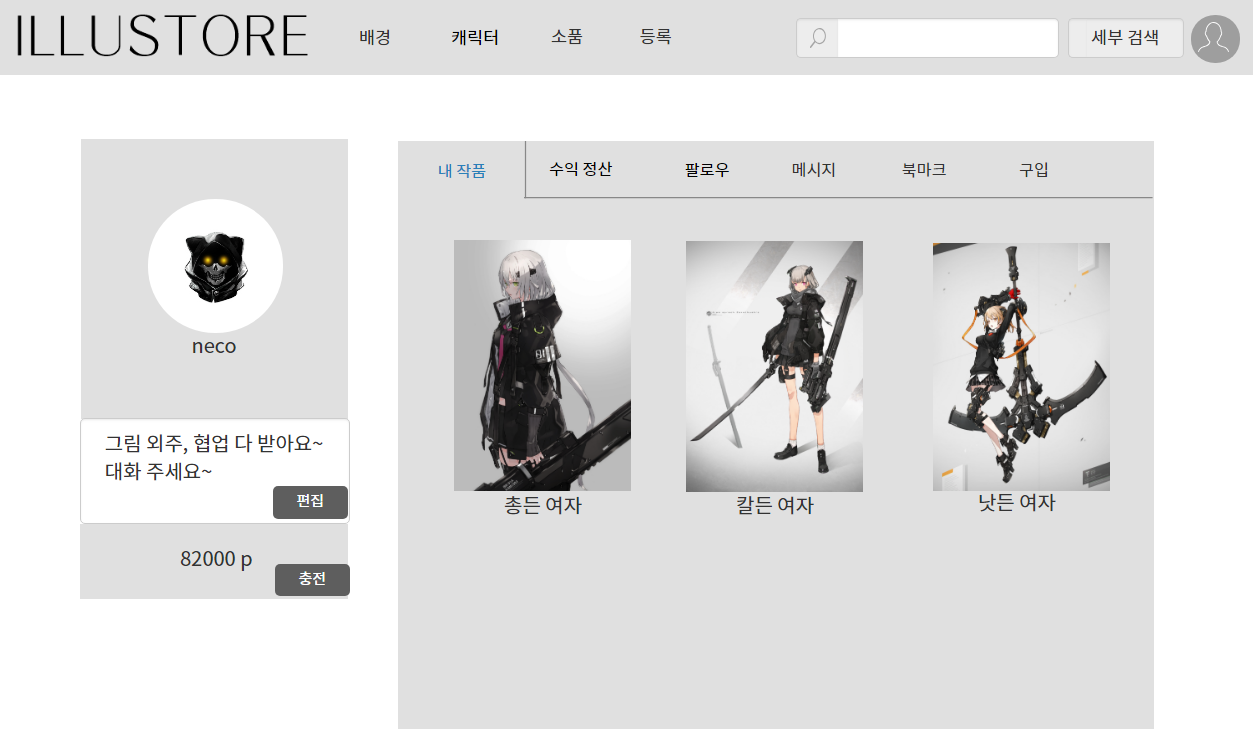 ILLUSTORE
배경 캐릭터 소품 등록
세부 검색
내 작품 수익 정산 팔로우 메시지 북마크 구입
neco
그림 외주, 협업 다 받아요~
대화 주세요~
편집
82000 p
충전
총든 여자 칼든 여자 낫든 여자